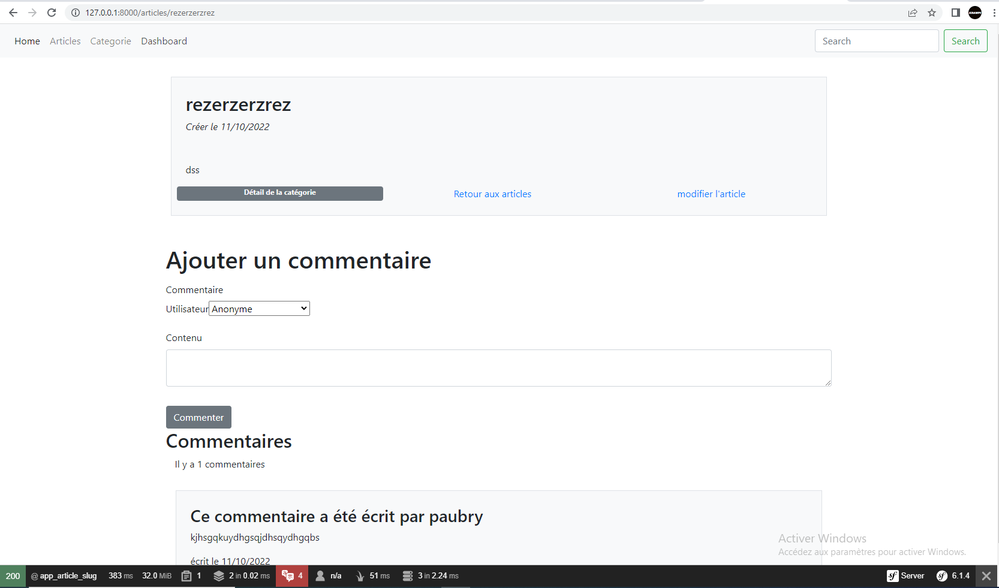 127.0.0.1:8000/articles/rezerzerzrez
Home Articles Categorie Dashboard Search Search
rezerzerzrez
Créer le 11/10/2022
dss
Détail de la catégorie Retour aux articles modifier l'article
Ajouter un commentaire
Commentaire
Utilisateur Anonyme
Contenu
Commenter
Commentaires
Il y a 1 commentaires
Ce commentaire a été écrit par paubry
kjhsgqkuydhgsqjdhsqydhgqbs
écrit le 11/10/2022
Activer Windows
Accédez aux paramètres pour activer Windows.
200 @ app_article_slug 383 ms 32.0 MiB 1 2 in 0.02 ms 4 n/a 51 ms 3 in 2.24 ms Server 6.1.4